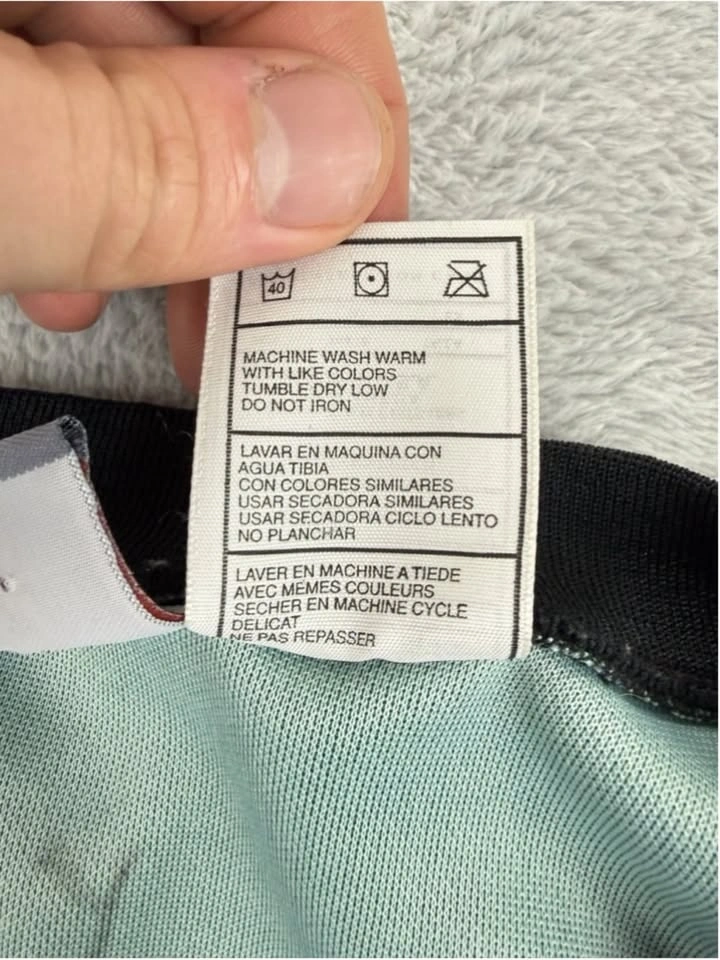 40
MACHINE WASH WARM
WITH LIKE COLORS
TUMBLE DRY LOW
DO NOT IRON
LAVAR EN MAQUINA CON
AGUA TIBIA
CON COLORES SIMILARES
USAR SECADORA SIMILARES
USAR SECADORA CICLO LENTO
NO PLANCHAR
LAVER EN MACHINE A TIEDE
AVEC MÊMES COULEURS
SECHER EN MACHINE CYCLE
DELICAT
NE PAS REPASSER